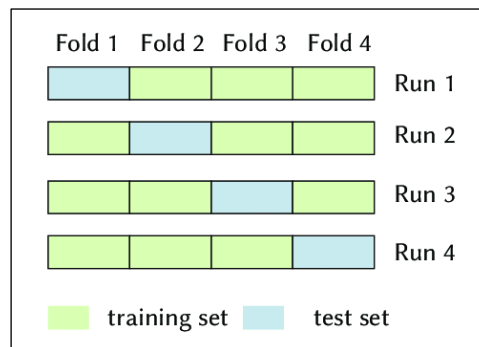 Fold 1 Fold 2 Fold 3 Fold 4
Run 1
Run 2
Run 3
Run 4
training set test set